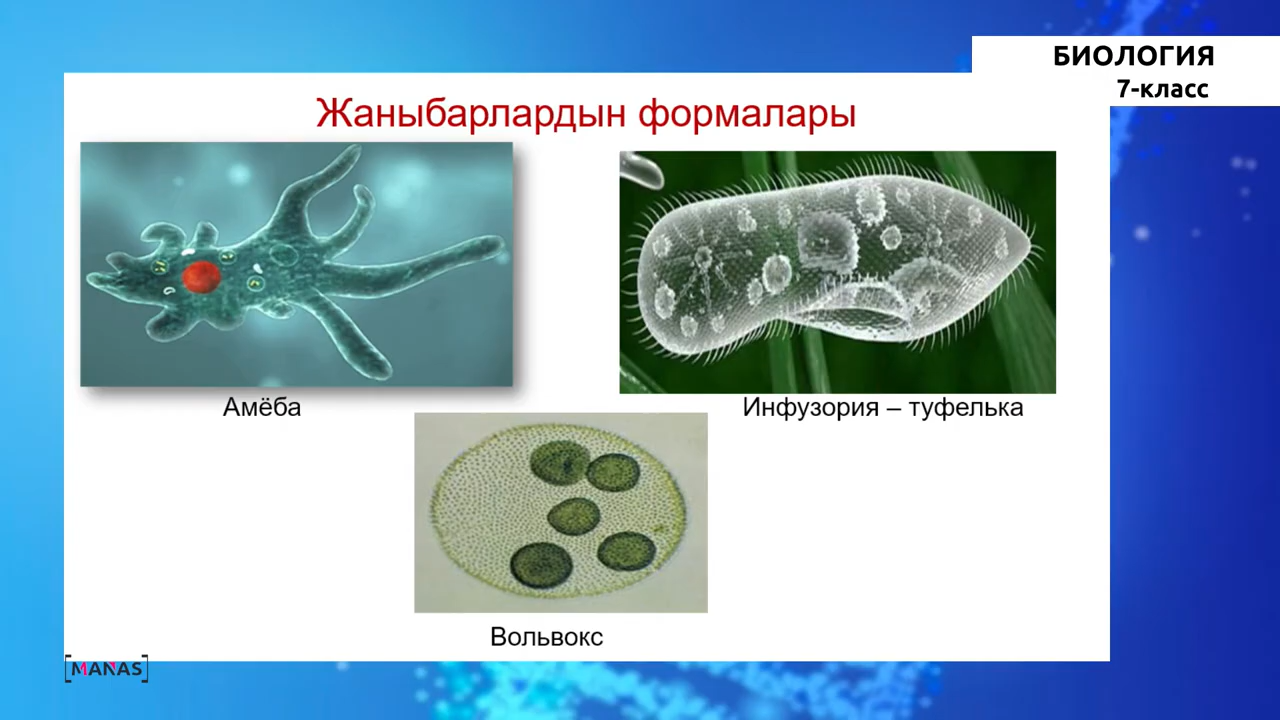 БИОЛОГИЯ
7-класс
Жаныбарлардын формалары
Амёба
Инфузория – туфелька
Вольвокс
[MANAS]